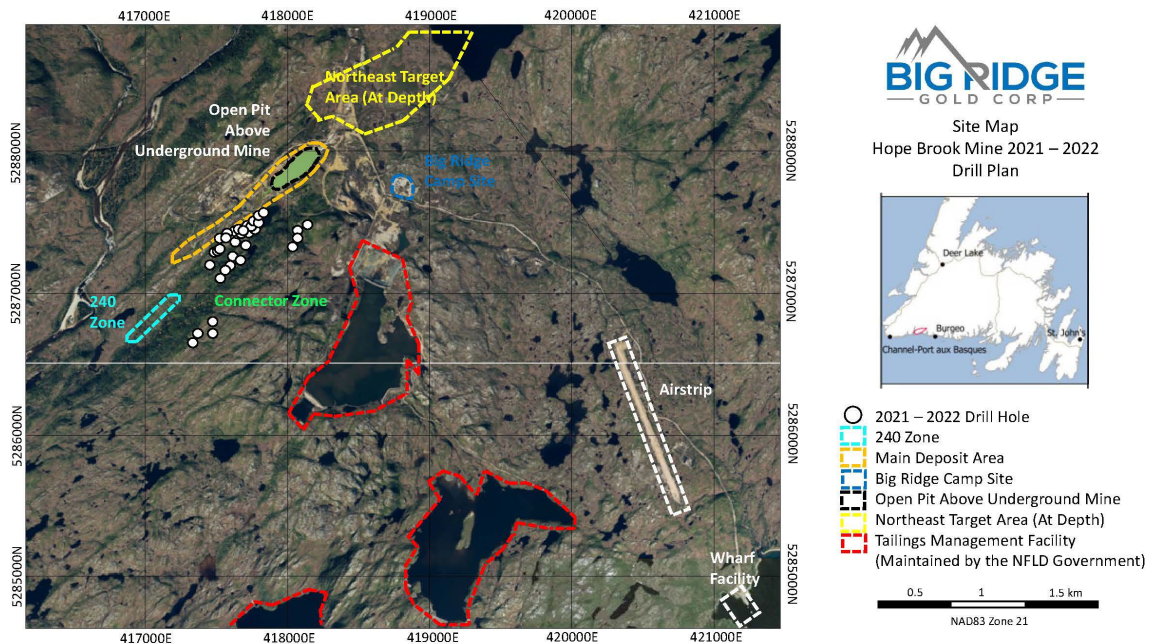 417000E
418000E
419000E
420000E
421000E
5288000N
5287000N
5286000N
5285000N
Northeast Target
Area (At Depth)
Open Pit
Above
Underground Mine
Big Ridge
Camp Site
240
Zone
Connector Zone
Airstrip
Wharf
Facility
5288000N
5287000N
5286000N
5285000N
417000E
418000E
419000E
420000E
421000E
BIG RIDGE
GOLD CORP
Site Map
Hope Brook Mine 2021 – 2022
Drill Plan
Deer Lake
Burgeo
St. John's
Channel-Port aux Basques
2021 – 2022 Drill Hole
240 Zone
Main Deposit Area
Big Ridge Camp Site
Open Pit Above Underground Mine
Northeast Target Area (At Depth)
Tailings Management Facility
(Maintained by the NFLD Government)
0.5 1 1.5 km
NAD83 Zone 21